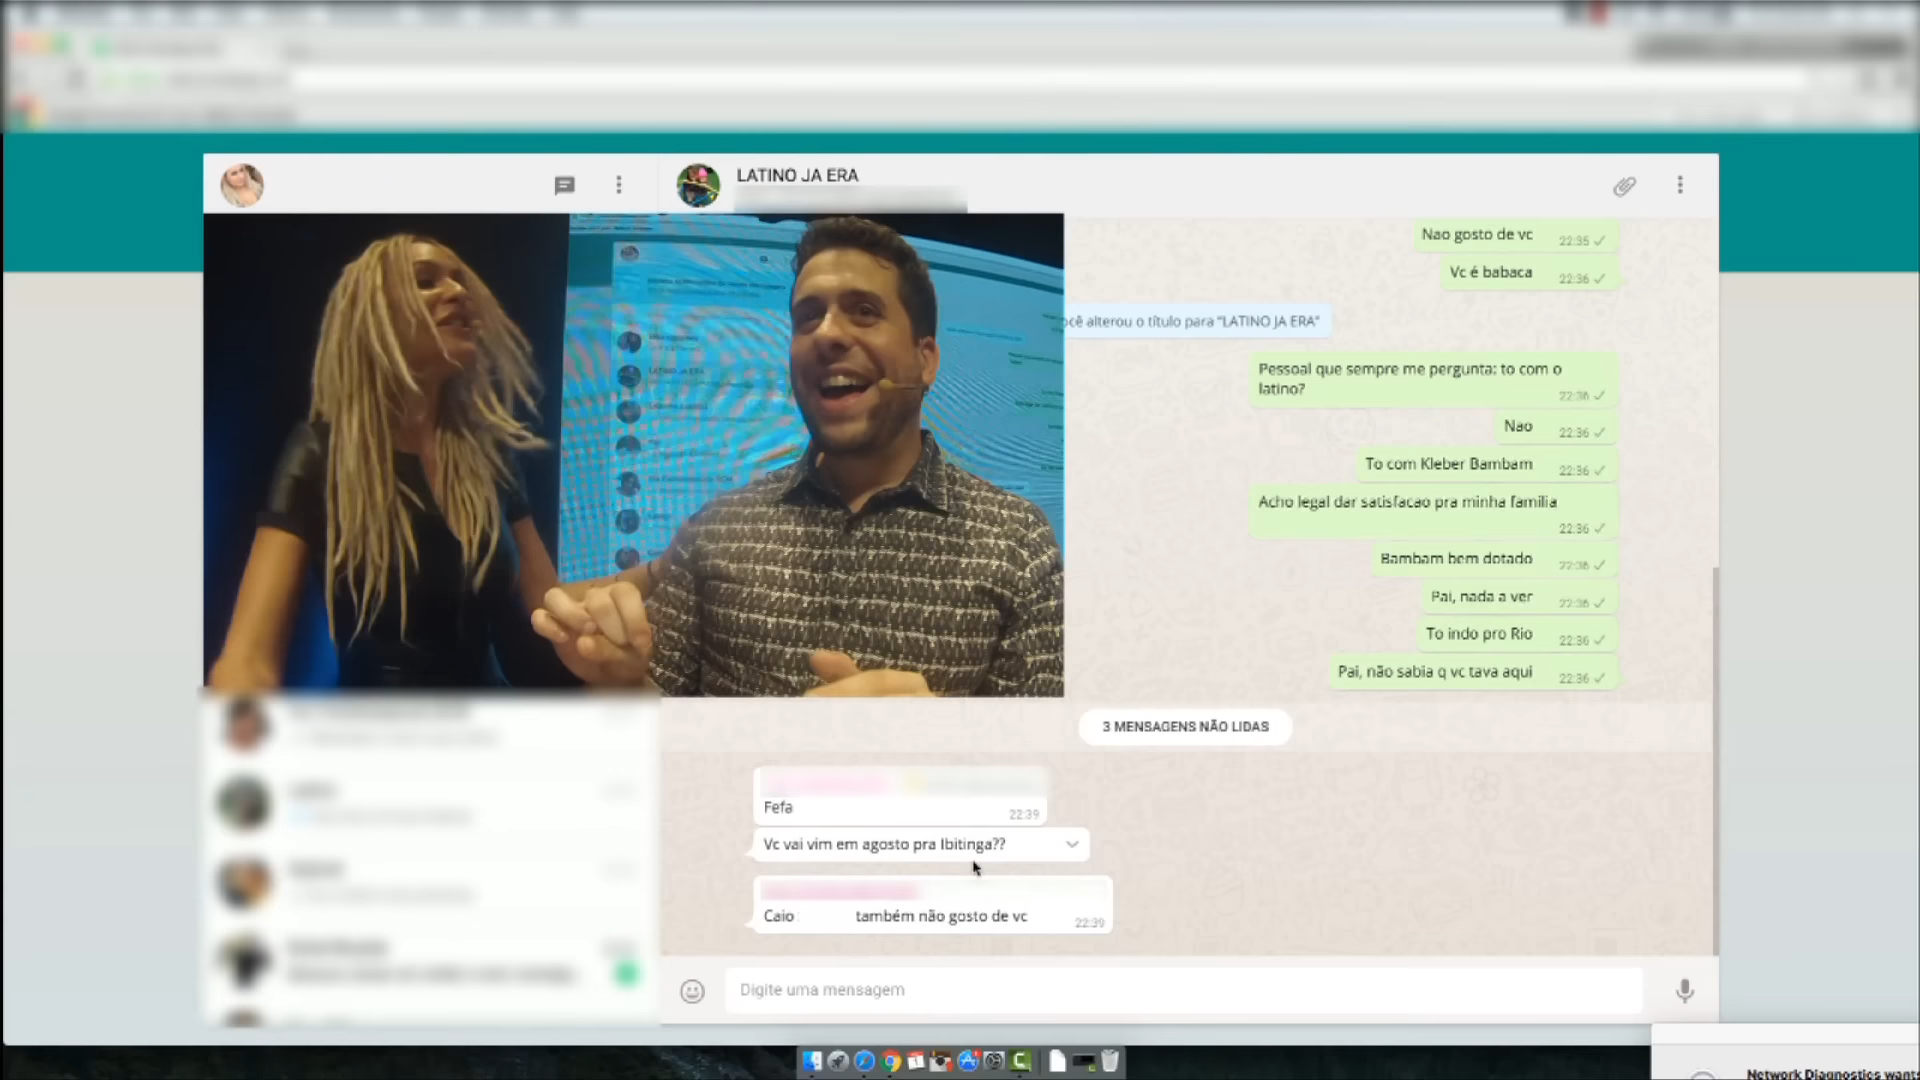 LATINO JA ERA
Nao gosto de vc
22:35
Vc é babaca
22:36
ocê alterou o título para "LATINO JA ERA"
Pessoal que sempre me pergunta: to com o
latino?
22:36
Nao
22:36
To com Kleber Bambam
22:36
Acho legal dar satisfacao pra minha familia
22:36
Bambam bem dotado
22:36
Pai, nada a ver
22:36
To indo pro Rio
22:36
Pai, não sabia q vc tava aqui
22:36
3 MENSAGENS NÃO LIDAS
Fefa
22:39
Vc vai vim em agosto pra Ibitinga??
Caio também não gosto de vc
22:39
Digite uma mensagem
Network Diagnostics wants